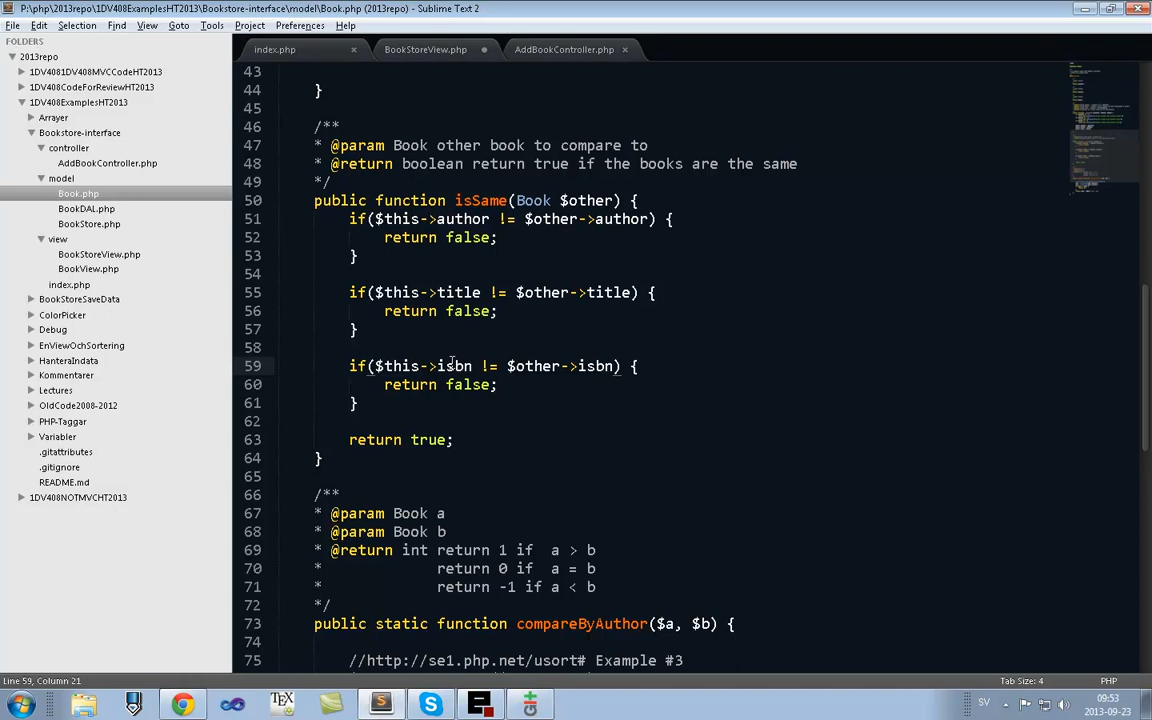 P:\php\2013repo\1DV408ExamplesHT2013\Bookstore-interface\model\Book.php (2013repo) - Sublime Text 2
File Edit Selection Find View Goto Tools Project Preferences Help
FOLDERS
2013repo
1DV4081DV408MVCCodeHT2013
1DV408CodeForReviewHT2013
1DV408ExamplesHT2013
Arrayer
Bookstore-interface
controller
AddBookController.php
model
Book.php
BookDAL.php
BookStore.php
view
BookStoreView.php
BookView.php
index.php
BookStoreSaveData
ColorPicker
Debug
EnViewOchSortering
HanteraIndata
Kommentarer
Lectures
OldCode2008-2012
PHP-Taggar
Variabler
.gitattributes
.gitignore
README.md
1DV408NOTMVCHT2013
index.php BookStoreView.php AddBookController.php
43
44 }
45
46 /**
47 * @param Book other book to compare to
48 * @return boolean return true if the books are the same
49 */
50 public function isSame(Book $other) {
51 if($this->author != $other->author) {
52 return false;
53 }
54
55 if($this->title != $other->title) {
56 return false;
57 }
58
59 if($this->isbn != $other->isbn) {
60 return false;
61 }
62
63 return true;
64 }
65
66 /**
67 * @param Book a
68 * @param Book b
69 * @return int return 1 if a > b
70 * return 0 if a = b
71 * return -1 if a < b
72 */
73 public static function compareByAuthor($a, $b) {
74
75 //http://se1.php.net/usort# Example #3
Line 59, Column 21 Tab Size: 4 PHP
TEX SV 09:53
2013-09-23